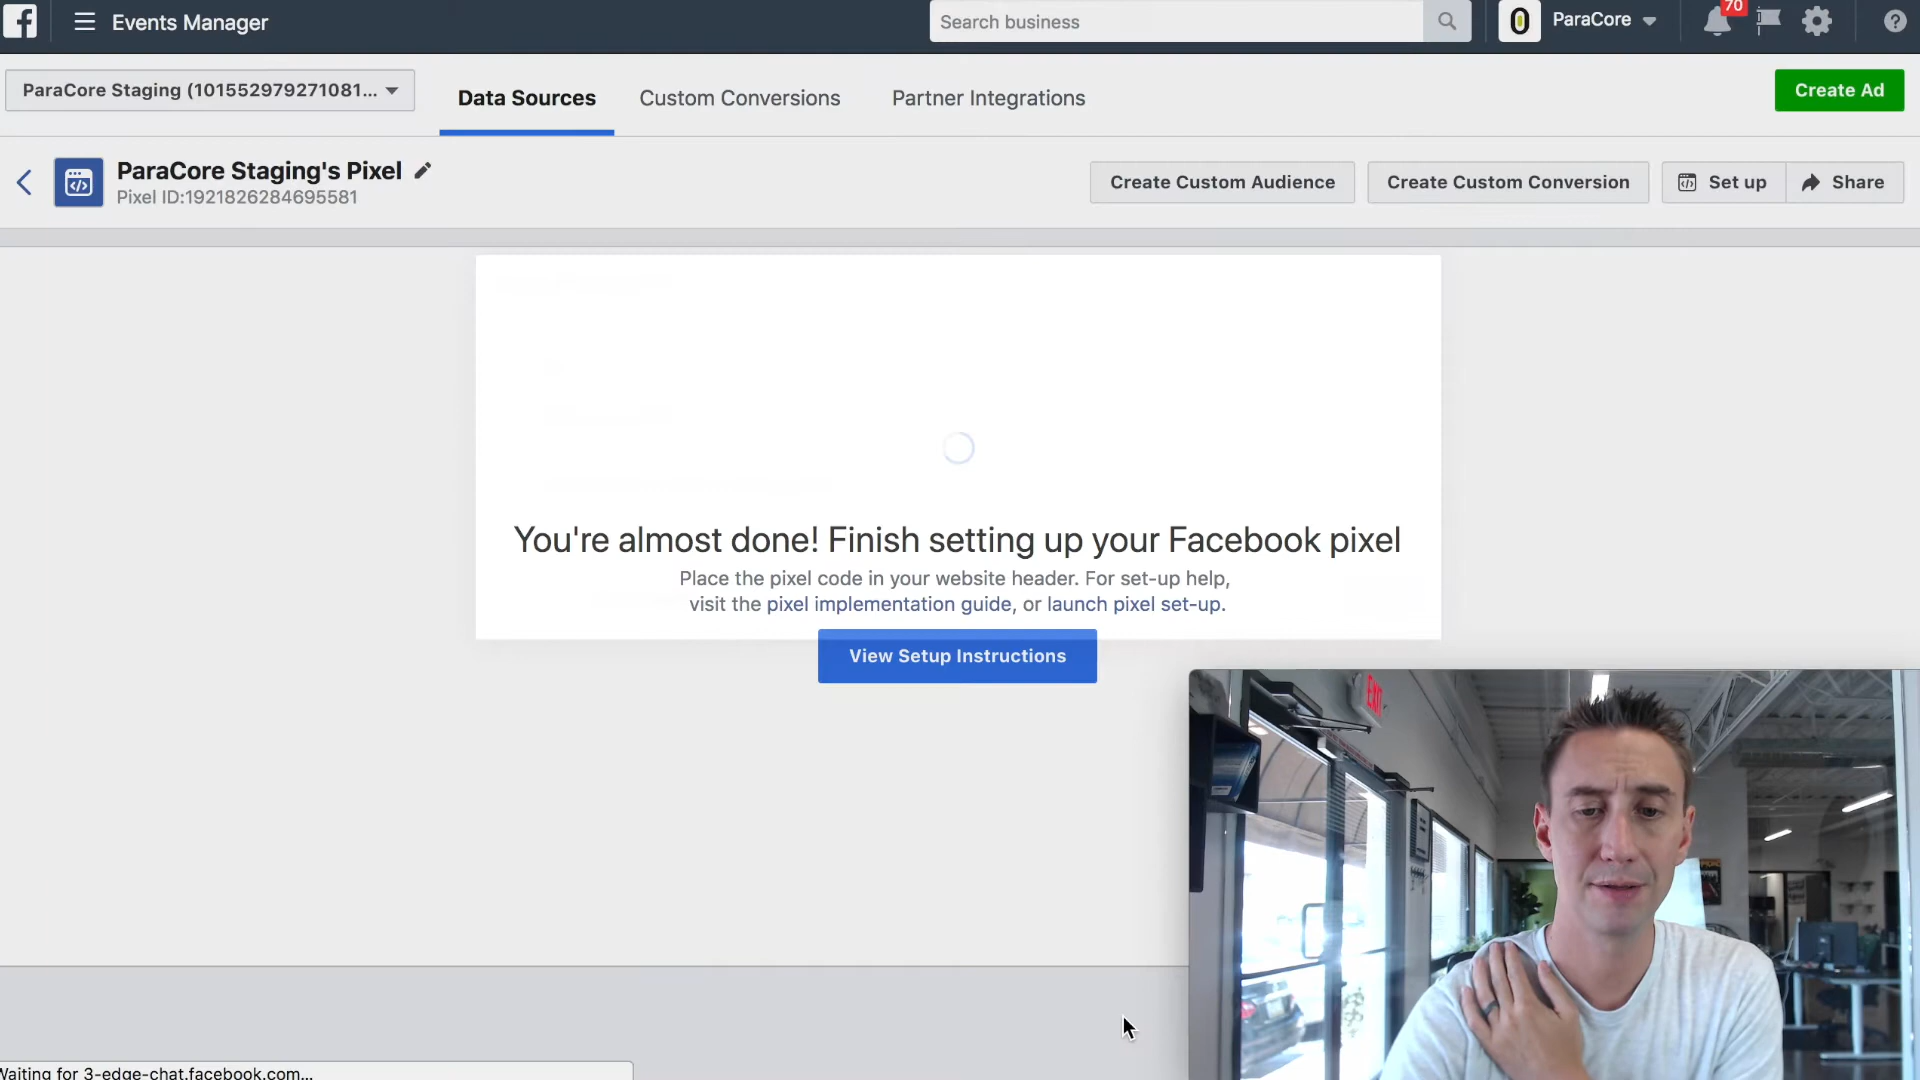 Events Manager
Search business
ParaCore
70
ParaCore Staging (101552979271081...
Data Sources
Custom Conversions
Partner Integrations
Create Ad
ParaCore Staging's Pixel
Pixel ID:1921826284695581
Create Custom Audience
Create Custom Conversion
Set up
Share
You're almost done! Finish setting up your Facebook pixel
Place the pixel code in your website header. For set-up help,
visit the pixel implementation guide, or launch pixel set-up.
View Setup Instructions
EXIT
Waiting for 3-edge-chat.facebook.com...